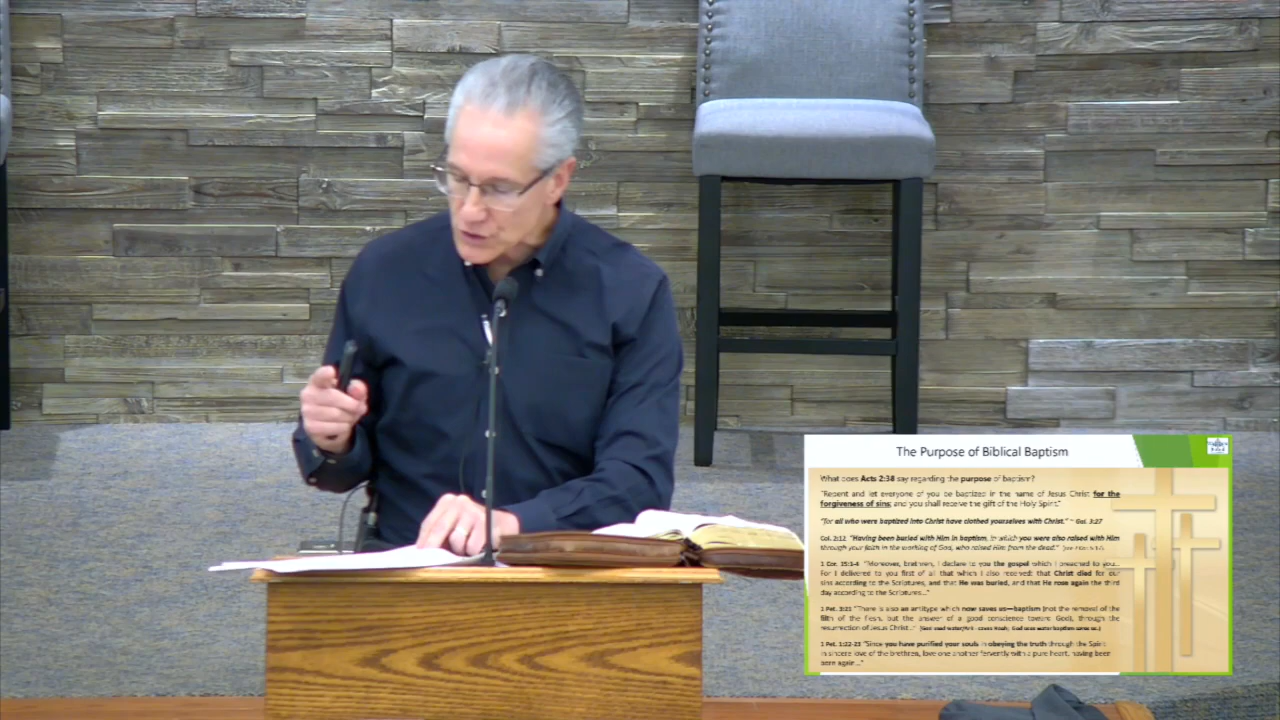 The Purpose of Biblical Baptism
What does Acts 2:38 say regarding the purpose of baptism?
"Repent and let everyone of you be baptized in the name of Jesus Christ for the
forgiveness of sins; and you shall receive the gift of the Holy Spirit."
"for all who were baptized into Christ have clothed yourselves with Christ." ~ Gal. 3:27
Col. 2:12 "Having been buried with Him in baptism, in which you were also raised with Him
through your faith in the working of God, who raised Him from the dead."
1 Cor. 15:1-4 "Moreover, brethren, I declare to you the gospel which I preached to you...
For I delivered to you first of all that which I also received: that Christ died for our
sins according to the Scriptures, and that He was buried, and that He rose again the third
day according to the Scriptures..."
1 Pet. 3:21 "There is also an antitype which now saves us—baptism (not the removal of the
filth of the flesh, but the answer of a good conscience toward God), through the
resurrection of Jesus Christ..."
1 Pet. 1:22-23 "Since you have purified your souls in obeying the truth through the Spirit
in sincere love of the brethren, love one another fervently with a pure heart, having been
born again..."